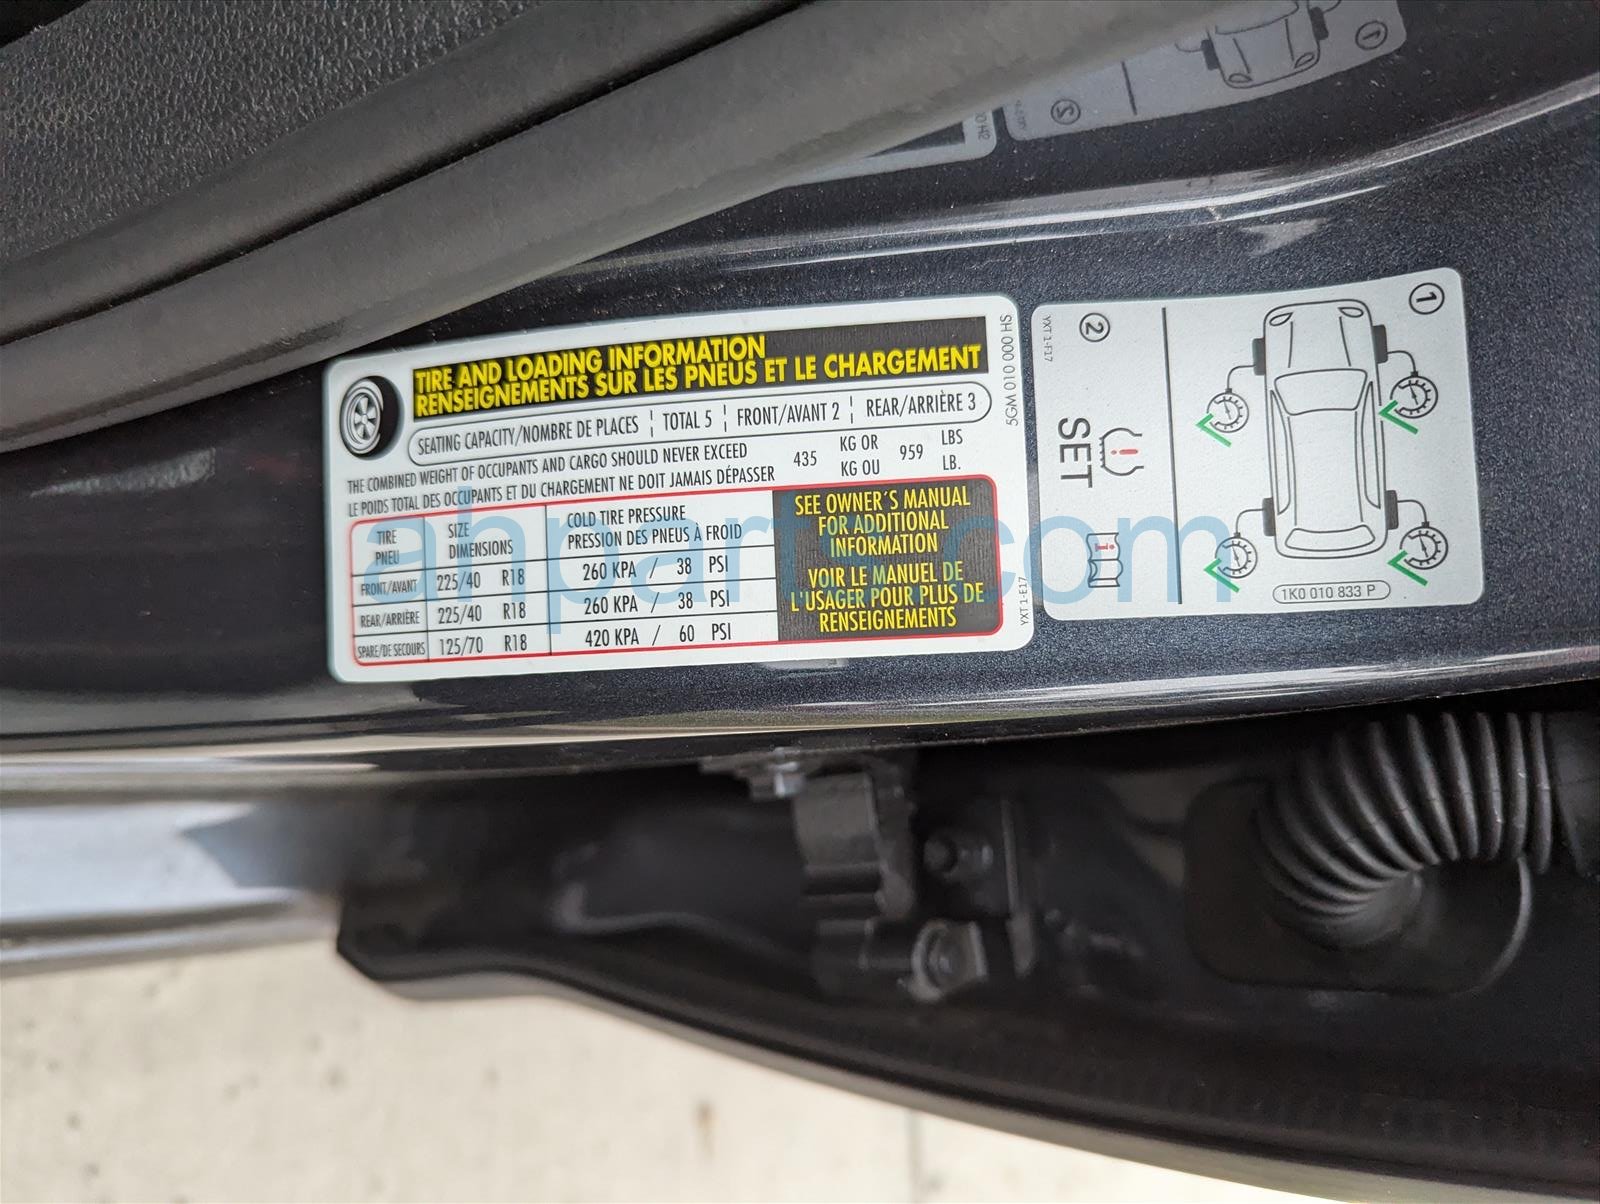 TIRE AND LOADING INFORMATION
RENSEIGNEMENTS SUR LES PNEUS ET LE CHARGEMENT
SEATING CAPACITY/NOMBRE DE PLACES ¦ TOTAL 5 ¦ FRONT/AVANT 2 ¦ REAR/ARRIÈRE 3
THE COMBINED WEIGHT OF OCCUPANTS AND CARGO SHOULD NEVER EXCEED 435 KG OR 959 LBS
LE POIDS TOTAL DES OCCUPANTS ET DU CHARGEMENT NE DOIT JAMAIS DÉPASSER KG OU LB.
TIRE SIZE COLD TIRE PRESSURE
PNEU DIMENSIONS PRESSION DES PNEUS A FROID
FRONT/AVANT 225/40 R18 260 KPA / 38 PSI
REAR/ARRIÈRE 225/40 R18 260 KPA / 38 PSI
SPARE/DE SECOURS 125/70 R18 420 KPA / 60 PSI
SEE OWNER'S MANUAL
FOR ADDITIONAL
INFORMATION
VOIR LE MANUEL DE
L'USAGER POUR PLUS DE
RENSEIGNEMENTS
5GM 010 000 HS
YXT 1-E17
YXT 1-F17
2
SET
1
1K0 010 833 P
2
1
ahparts.com